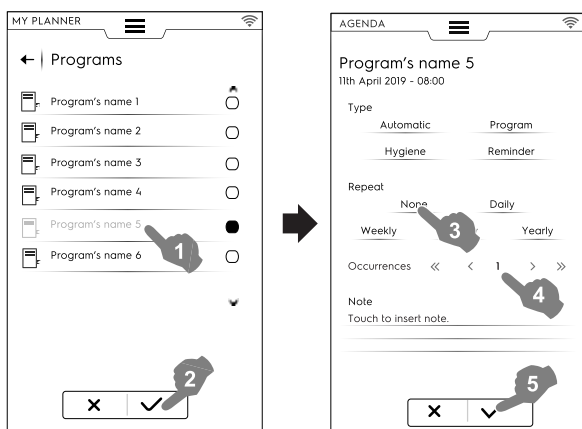 MY PLANNER
Programs
Program's name 1
Program's name 2
Program's name 3
Program's name 4
Program's name 5
Program's name 6
1
2
AGENDA
Program's name 5
11th April 2019 - 08:00
Type
Automatic Program
Hygiene Reminder
Repeat
None Daily
Weekly Yearly
3
Occurrences « < 1 > »
4
Note
Touch to insert note.
5